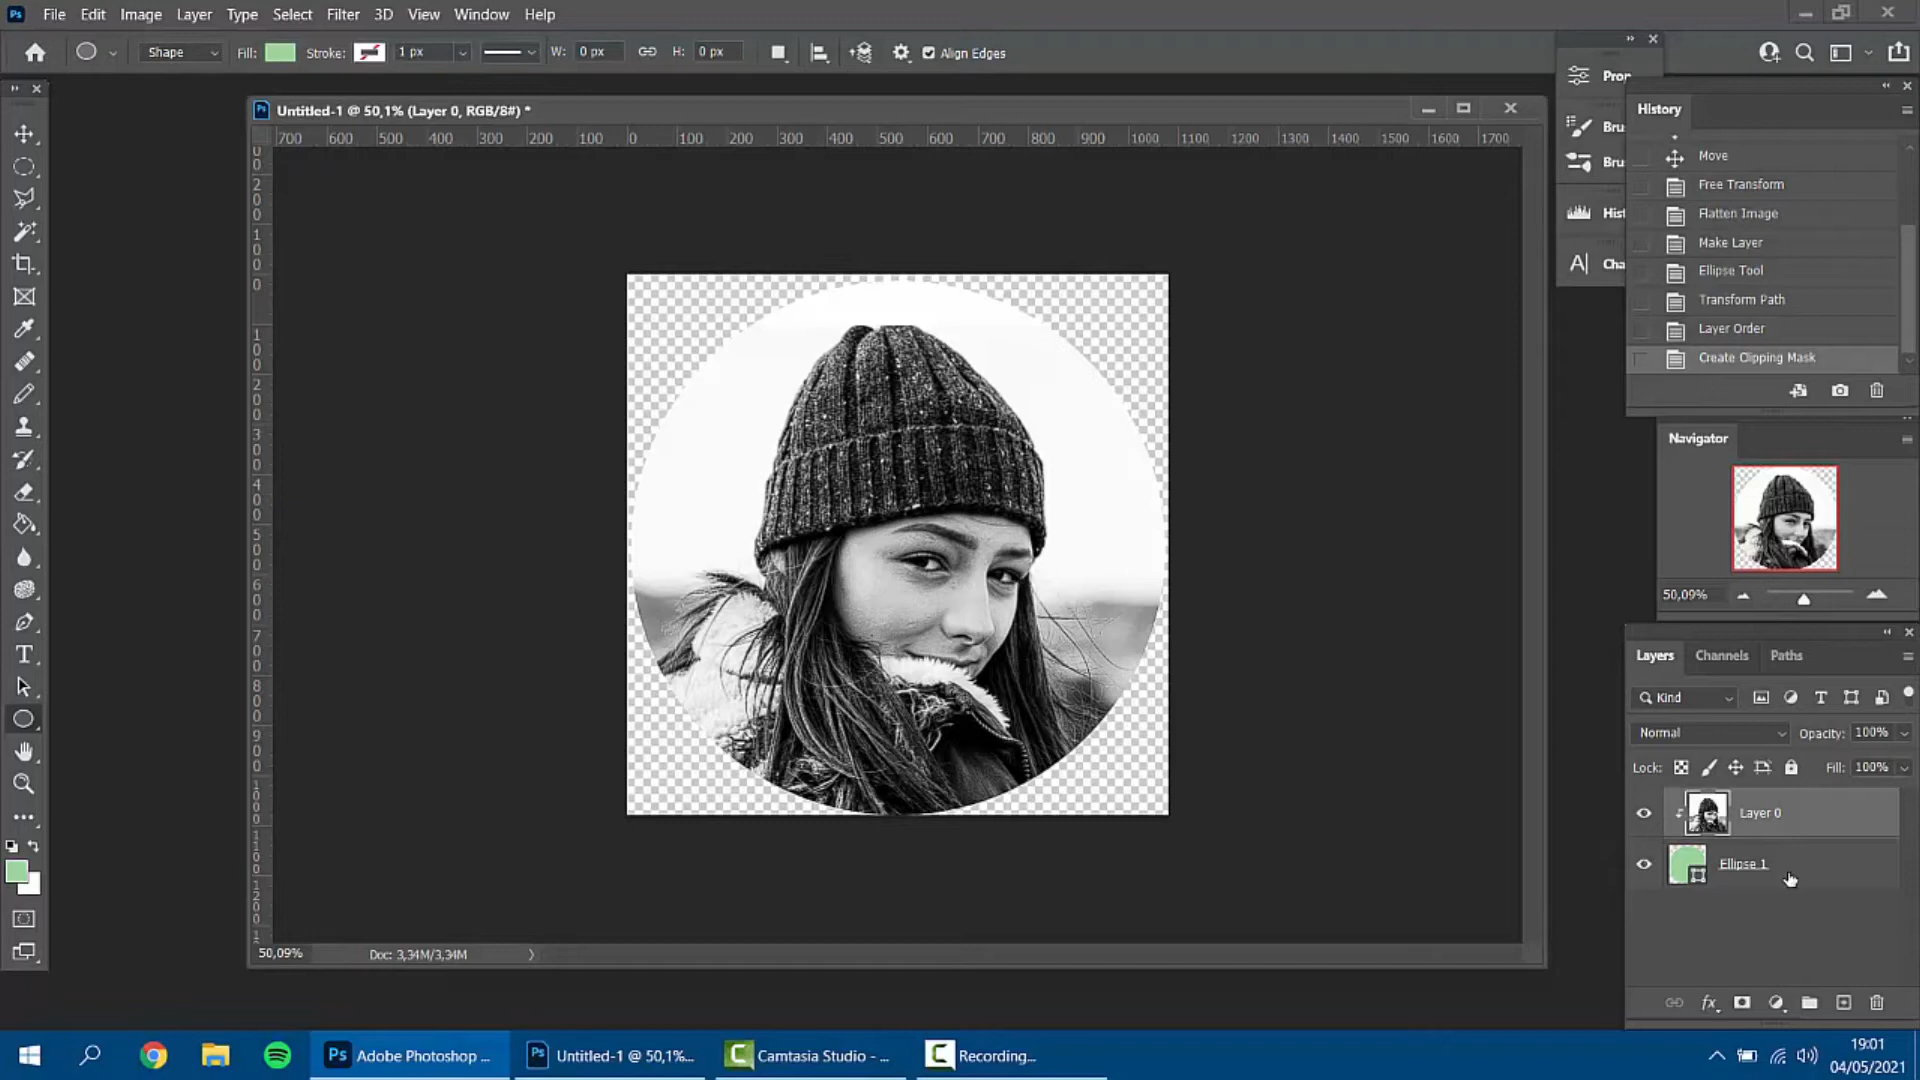 Ps File Edit Image Layer Type Select Filter 3D View Window Help
Shape Fill: Stroke: 1 px W: 0 px H: 0 px Align Edges
Ps Untitled-1 @ 50,1% (Layer 0, RGB/8#) *
700 600 500 400 300 200 100 0 100 200 300 400 500 600 700 800 900 1000 1100 1200 1300 1400 1500 1600 1700
Prop
Bru
Bru
Hist
A| Cha
History
Move
Free Transform
Flatten Image
Make Layer
Ellipse Tool
Transform Path
Layer Order
Create Clipping Mask
Navigator
50,09%
Layers Channels Paths
Kind
Normal Opacity: 100%
Lock: Fill: 100%
Layer 0
Ellipse 1
fx
50,09% Doc: 3,34M/3,34M
Ps Adobe Photoshop ... Ps Untitled-1 @ 50,1%... C Camtasia Studio - ... C Recording...
19:01
04/05/2021